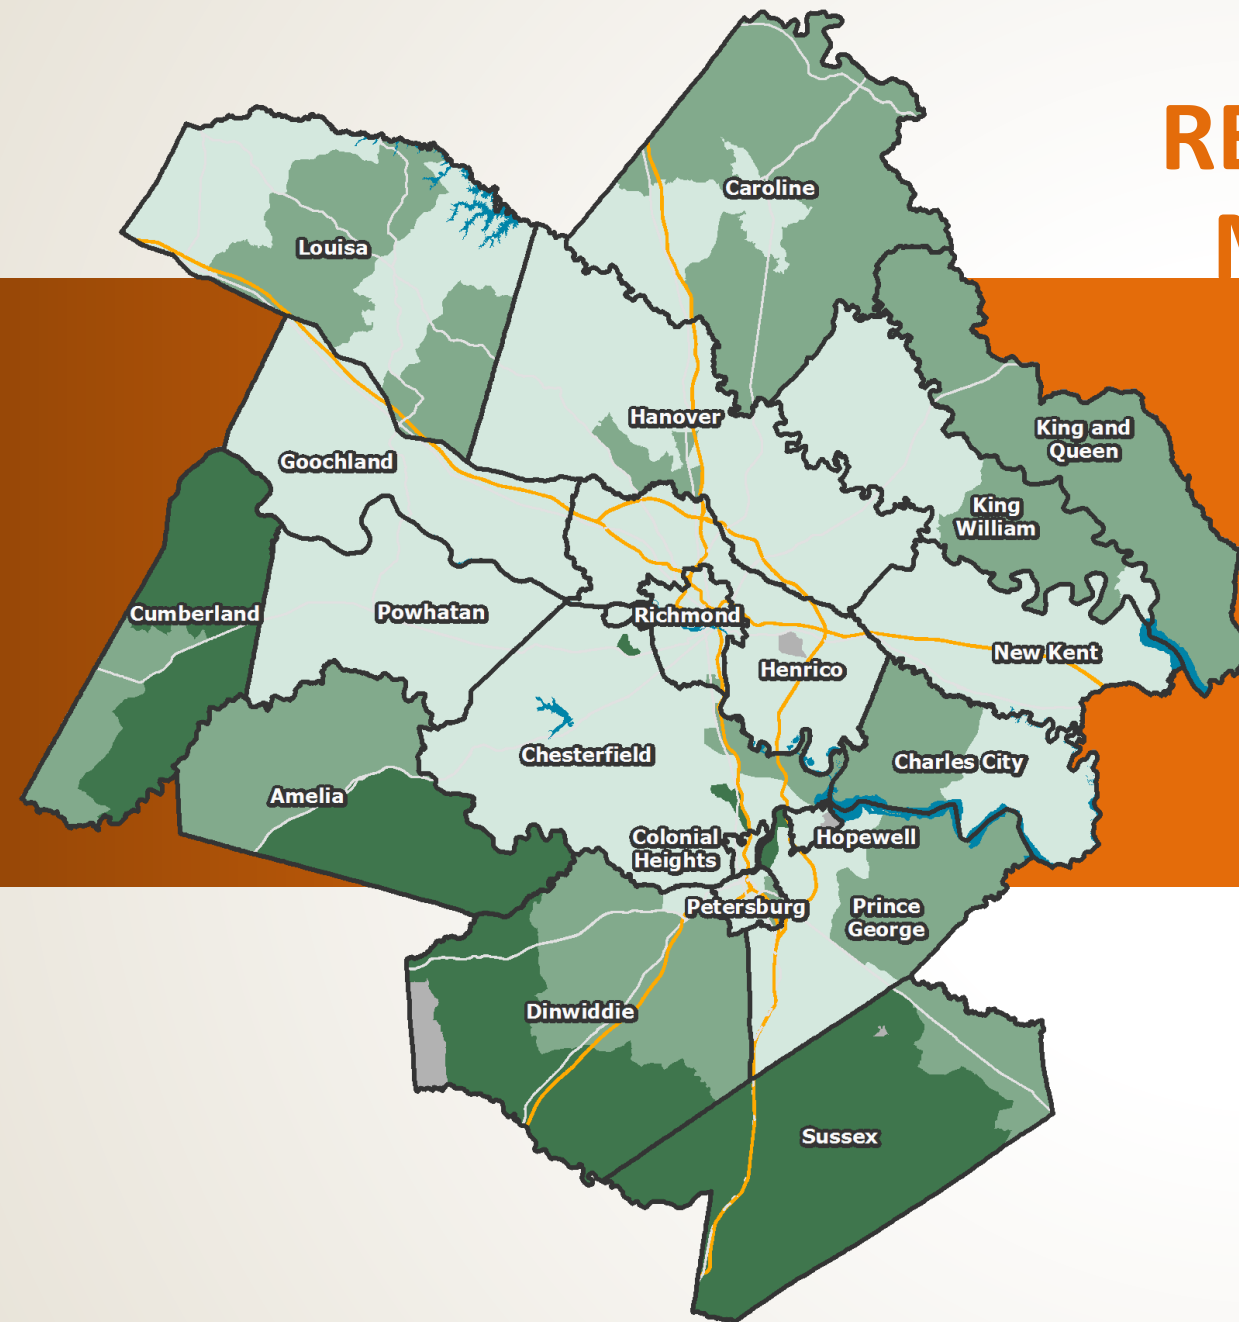 RE
M
Caroline
Louisa
Hanover
King and
Queen
Goochland
King
William
Cumberland
Powhatan
Richmond
New Kent
Henrico
Chesterfield
Charles City
Amelia
Colonial
Heights
Hopewell
Petersburg
Prince
George
Dinwiddie
Sussex